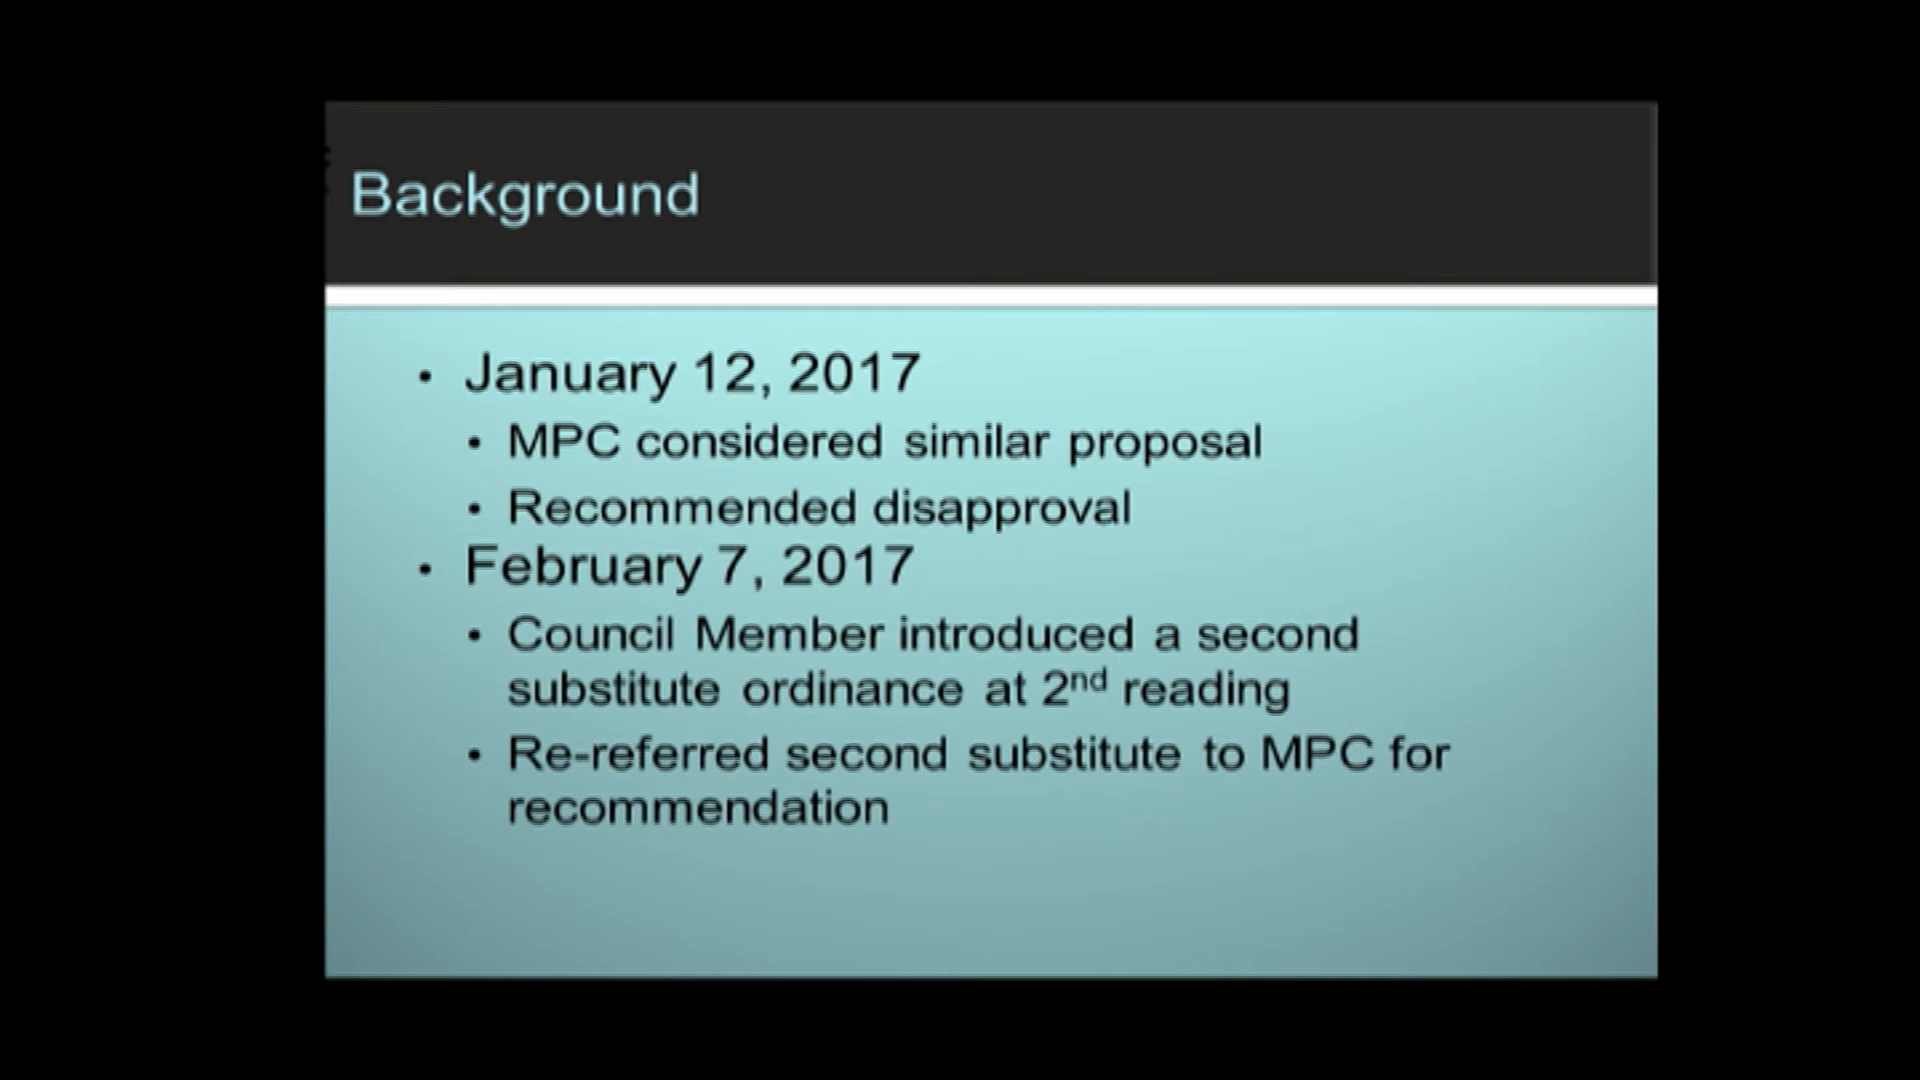 Background
• January 12, 2017
• MPC considered similar proposal
• Recommended disapproval
• February 7, 2017
• Council Member introduced a second
substitute ordinance at 2nd reading
• Re-referred second substitute to MPC for
recommendation